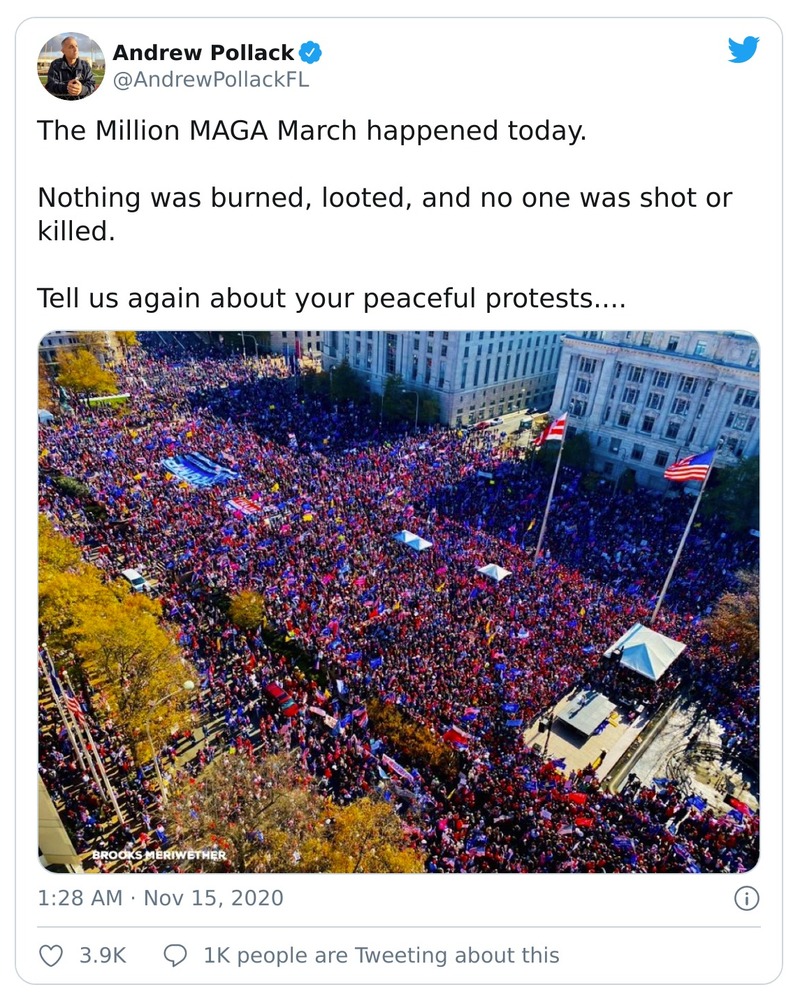 Andrew Pollack
@AndrewPollackFL
The Million MAGA March happened today.
Nothing was burned, looted, and no one was shot or
killed.
Tell us again about your peaceful protests....
BROOKS MERIWETHER
1:28 AM · Nov 15, 2020
3.9K
1K people are Tweeting about this